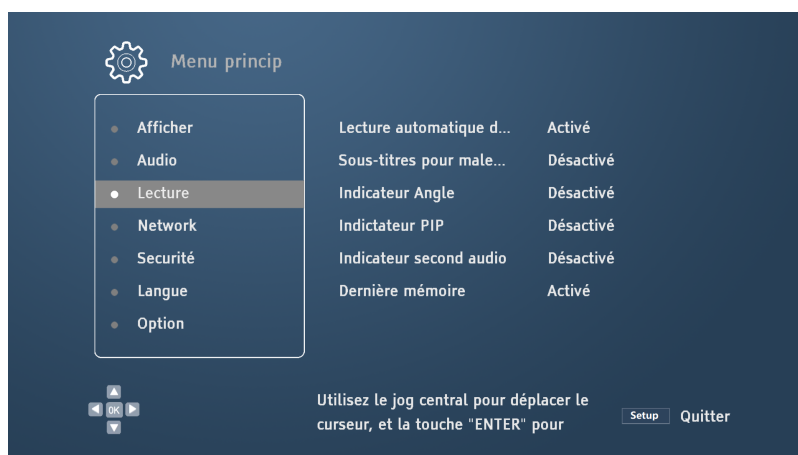 Menu princip
Afficher
Audio
Lecture
Network
Securité
Langue
Option
Lecture automatique d... Activé
Sous-titres pour male... Désactivé
Indicateur Angle Désactivé
Indictateur PIP Désactivé
Indicateur second audio Désactivé
Dernière mémoire Activé
OK
Utilisez le jog central pour déplacer le
curseur, et la touche "ENTER" pour
Setup Quitter